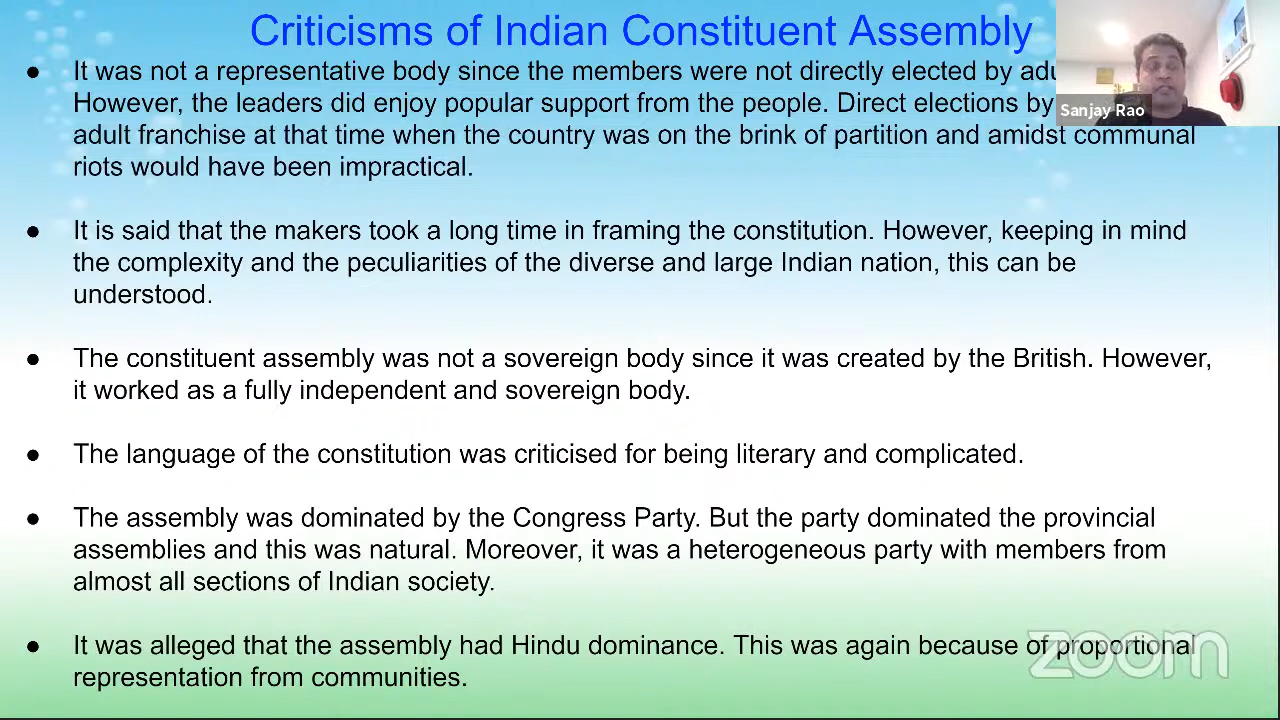 Criticisms of Indian Constituent Assembly
● It was not a representative body since the members were not directly elected by
However, the leaders did enjoy popular support from the people. Direct elections by
adult franchise at that time when the country was on the brink of partition and amidst communal
riots would have been impractical.
● It is said that the makers took a long time in framing the constitution. However, keeping in mind
the complexity and the peculiarities of the diverse and large Indian nation, this can be
understood.
● The constituent assembly was not a sovereign body since it was created by the British. However,
it worked as a fully independent and sovereign body.
● The language of the constitution was criticised for being literary and complicated.
● The assembly was dominated by the Congress Party. But the party dominated the provincial
assemblies and this was natural. Moreover, it was a heterogeneous party with members from
almost all sections of Indian society.
● It was alleged that the assembly had Hindu dominance. This was again because of proportional
representation from communities.
Sanjay Rao
zoom